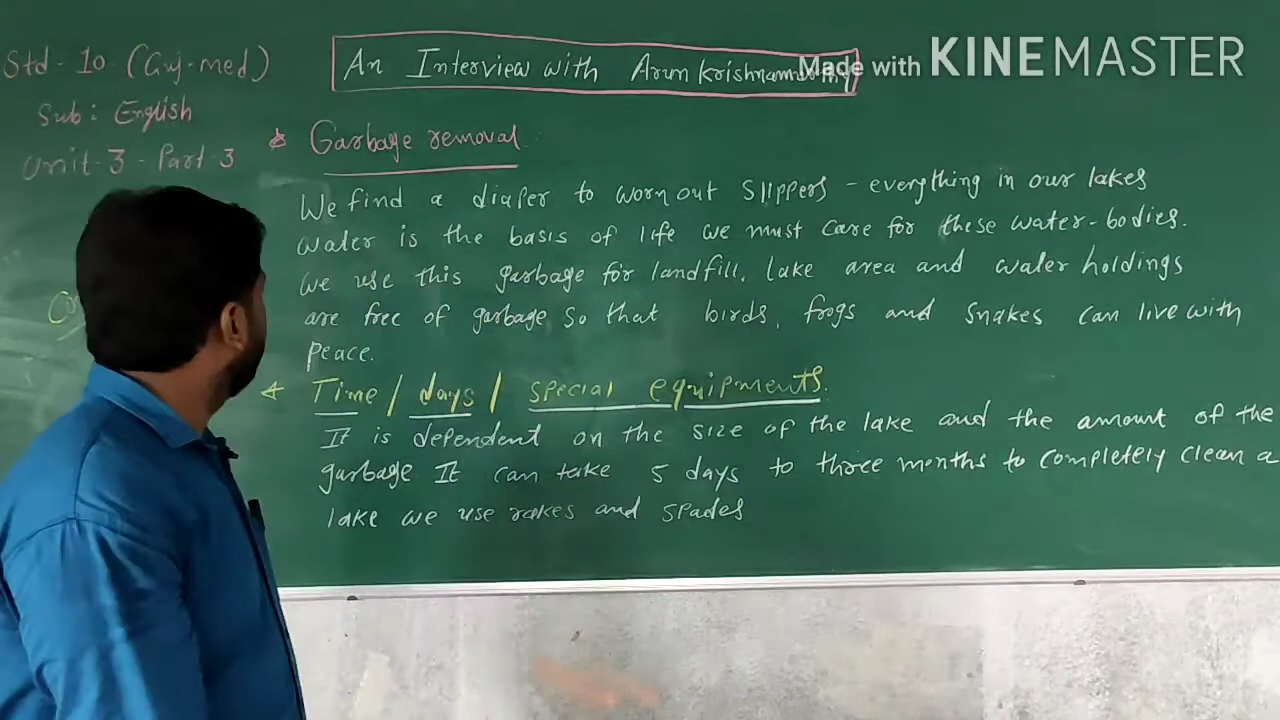 Std - 10 (Guj-med)
Sub: English
Unit-3 - Part-3
An Interview with Arun Krishnamurthy
Made with KINEMASTER
Garbage removal
We find a diaper to worn out slippers - everything in our lakes
water is the basis of life we must care for these water-bodies.
we use this garbage for landfill. lake area and water holdings
are free of garbage so that birds, frogs and snakes can live with
peace.
Time / days / special equipments.
It is dependent on the size of the lake and the amount of the
garbage It can take 5 days to three months to completely clean a
lake we use rakes and spades